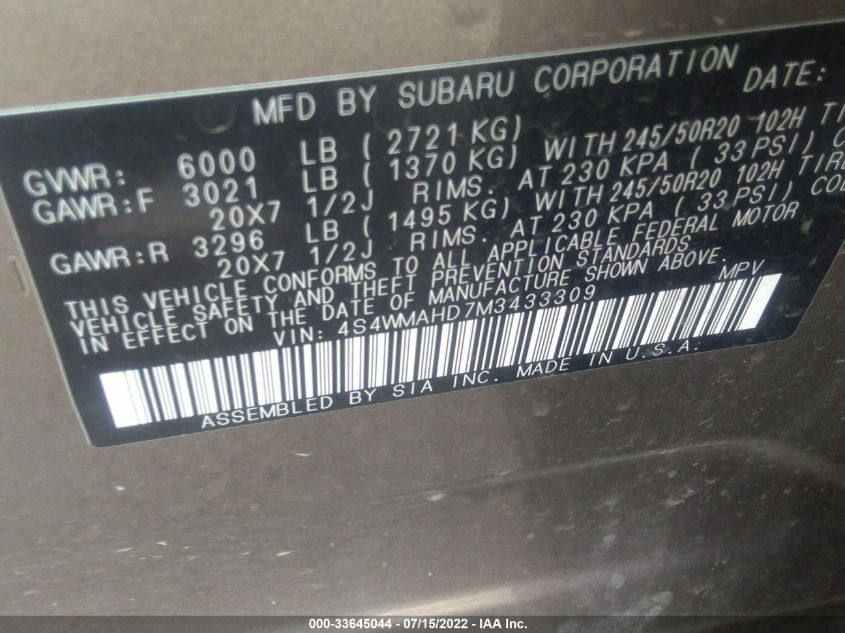 MFD BY SUBARU CORPORATION DATE:
GVWR: 6000 LB ( 2721 KG)
GAWR:F 3021 LB ( 1370 KG) WITH 245/50R20 102H
20X7 1/2J RIMS. AT 230 KPA ( 33 PSI)
GAWR:R 3296 LB ( 1495 KG) WITH 245/50R20 102H TIRE
20X7 1/2J RIMS. AT 230 KPA ( 33 PSI)
THIS VEHICLE CONFORMS TO ALL APPLICABLE FEDERAL MOTOR
VEHICLE SAFETY AND THEFT PREVENTION STANDARDS
IN EFFECT ON THE DATE OF MANUFACTURE SHOWN ABOVE.
VIN: 4S4WMAHD7M3433309 MPV
ASSEMBLED BY SIA INC. MADE IN U.S.A.
000-33645044 - 07/15/2022 - IAA Inc.